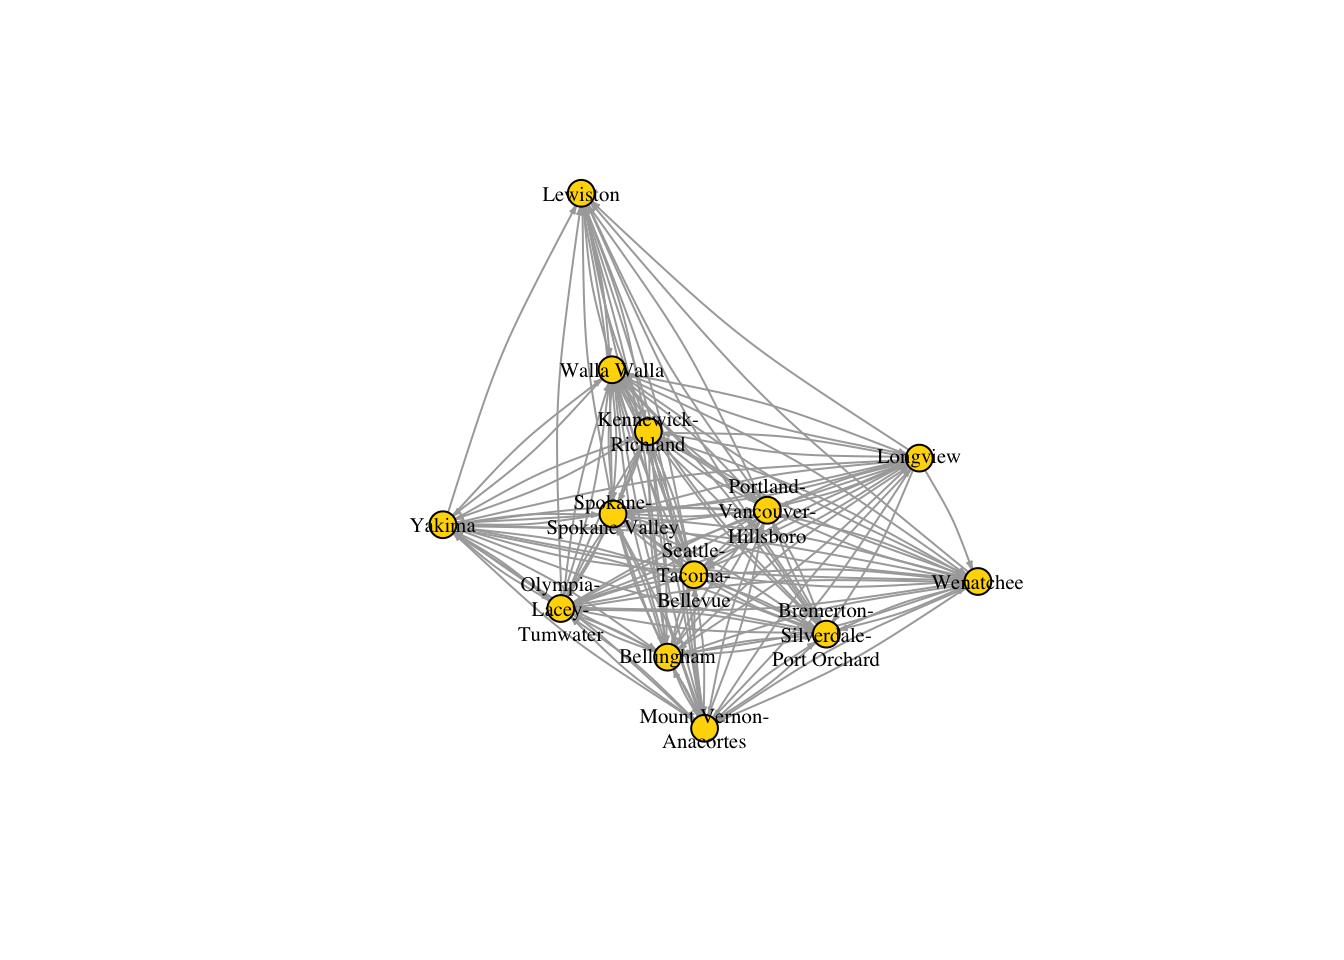 Lewiston
Walla Walla
Kennewick-
Richland
Longview
Portland-
Vancouver-
Hillsboro
Spokane-
Spokane Valley
Yakima
Seattle-
Tacoma-
Bellevue
Wenatchee
Olympia-
Lacey-
Tumwater
Bremerton-
Silverdale-
Port Orchard
Bellingham
Mount Vernon-
Anacortes